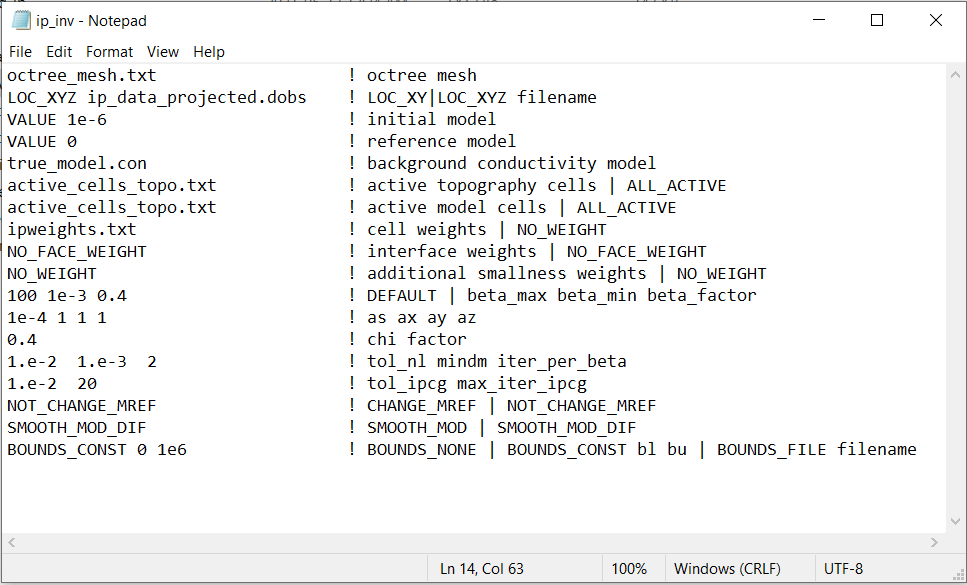 ip_inv - Notepad
File Edit Format View Help
octree_mesh.txt ! octree mesh
LOC_XYZ ip_data_projected.dobs ! LOC_XY|LOC_XYZ filename
VALUE 1e-6 ! initial model
VALUE 0 ! reference model
true_model.con ! background conductivity model
active_cells_topo.txt ! active topography cells | ALL_ACTIVE
active_cells_topo.txt ! active model cells | ALL_ACTIVE
ipweights.txt ! cell weights | NO_WEIGHT
NO_FACE_WEIGHT ! interface weights | NO_FACE_WEIGHT
NO_WEIGHT ! additional smallness weights | NO_WEIGHT
100 1e-3 0.4 ! DEFAULT | beta_max beta_min beta_factor
1e-4 1 1 1 ! as ax ay az
0.4 ! chi factor
1.e-2 1.e-3 2 ! tol_nl mindm iter_per_beta
1.e-2 20 ! tol_ipcg max_iter_ipcg
NOT_CHANGE_MREF ! CHANGE_MREF | NOT_CHANGE_MREF
SMOOTH_MOD_DIF ! SMOOTH_MOD | SMOOTH_MOD_DIF
BOUNDS_CONST 0 1e6 ! BOUNDS_NONE | BOUNDS_CONST bl bu | BOUNDS_FILE filename
Ln 14, Col 63 100% Windows (CRLF) UTF-8